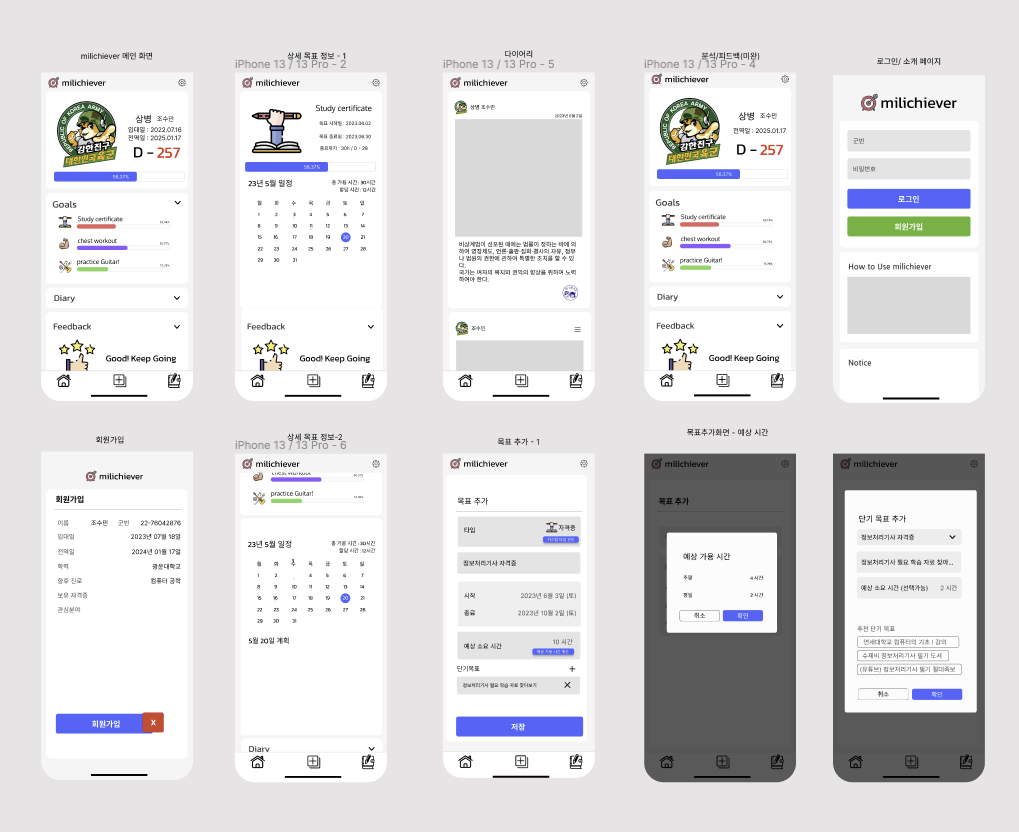 milichiever 메인 화면
milichiever
REPUBLIC OF KOREA ARMY
강한친구
대한민국육군
상병 조수민
입대일 : 2022.07.16
전역일 : 2025.01.17
D - 257
58.37%
Goals
Study certificate
chest workout
practice Guitar!
Diary
Feedback
Good! Keep Going
상세 목표 정보 - 1
iPhone 13 / 13 Pro - 2
milichiever
Study certificate
목표 시작일 : 2023.06.02
목표 종료일 : 2023.06.30
종료까지 : 30h / D - 28
58.37%
23년 5월 일정
총 가용 시간 : 30시간
할당 시간 : 12시간
월 화 수 목 금 토 일
1 2 3 4 5 6 7
8 9 10 11 12 13 14
15 16 17 18 19 20 21
22 23 24 25 26 27 28
29 30 31
Feedback
Good! Keep Going
다이어리
iPhone 13 / 13 Pro - 5
milichiever
상병 조수민
2023년 8월 2일
비상계엄이 선포된 때에는 법률이 정하는 바에 의
하여 영장제도, 언론·출판·집회·결사의 자유, 정부
나 법원의 권한에 관하여 특별한 조치를 할 수 있
다.
국가는 여자의 복지와 권익의 향상을 위하여 노력
하여야 한다.
조수민
분석/피드백(미완)
iPhone 13 / 13 Pro - 4
milichiever
REPUBLIC OF KOREA ARMY
강한친구
대한민국육군
상병 조수민
전역일 : 2025.01.17
D - 257
58.37%
Goals
Study certificate
chest workout
practice Guitar!
Diary
Feedback
Good! Keep Going
로그인/ 소개 페이지
milichiever
군번
비밀번호
로그인
회원가입
How to Use milichiever
Notice
회원가입
milichiever
회원가입
이름 조수민 군번 22-76042876
입대일 2023년 07월 18일
전역일 2024년 01월 17일
학력 광운대학교
향후 진로 컴퓨터 공학
보유 자격증
관심분야
회원가입
X
상세 목표 정보-2
iPhone 13 / 13 Pro - 6
milichiever
chest workout
practice Guitar!
23년 5월 일정
총 가용 시간 : 30시간
할당 시간 : 12시간
월 화 수 목 금 토 일
1 2 3 4 5 6 7
8 9 10 11 12 13 14
15 16 17 18 19 20 21
22 23 24 25 26 27 28
29 30 31
5월 20일 계획
Diary
목표 추가 - 1
milichiever
목표 추가
타입 자격증
정보처리기사 자격증
시작 2023년 6월 3일 (토)
종료 2023년 10월 2일 (토)
예상 소요 시간 10 시간
예상 가용 시간 확인
단기목표 +
정보처리기사 필요 학습 자료 찾아보기 X
저장
목표추가화면 - 예상 시간
milichiever
목표 추가
예상 가용 시간
주말 4시간
평일 2시간
취소 확인
milichiever
단기 목표 추가
정보처리기사 자격증
정보처리기사 필요 학습 자료 찾아...
예상 소요 시간 (선택가능) 2 시간
추천 단기 목표
연세대학교 컴퓨터의 기초 I 강의
수제비 정보처리기사 필기 도서
(유튜브) 정보처리기사 필기 필대족보
취소 확인